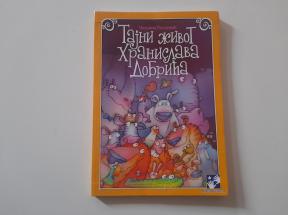 Тајни живот
Хранислава
Добрића